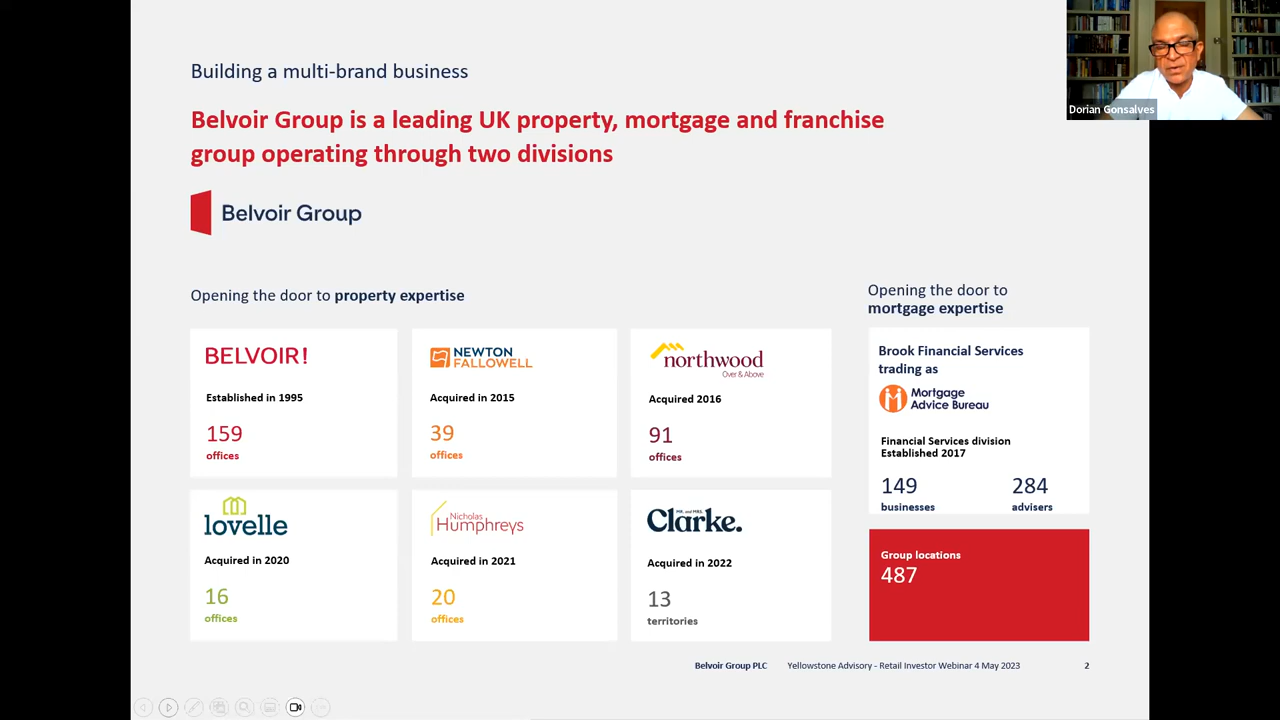 Building a multi-brand business
Belvoir Group is a leading UK property, mortgage and franchise
group operating through two divisions
Belvoir Group
Dorian Gonsalves
Opening the door to property expertise
BELVOIR!
Established in 1995
159
offices
NEWTON
FALLOWELL
Acquired in 2015
39
offices
northwood
Over & Above
Acquired 2016
91
offices
lovelle
Acquired in 2020
16
offices
Nicholas
Humphreys
Acquired in 2021
20
offices
MR. AND MRS.
Clarke.
Acquired in 2022
13
territories
Opening the door to
mortgage expertise
Brook Financial Services
trading as
Mortgage
Advice Bureau
Financial Services division
Established 2017
149
businesses
284
advisers
Group locations
487
Belvoir Group PLC Yellowstone Advisory - Retail Investor Webinar 4 May 2023 2